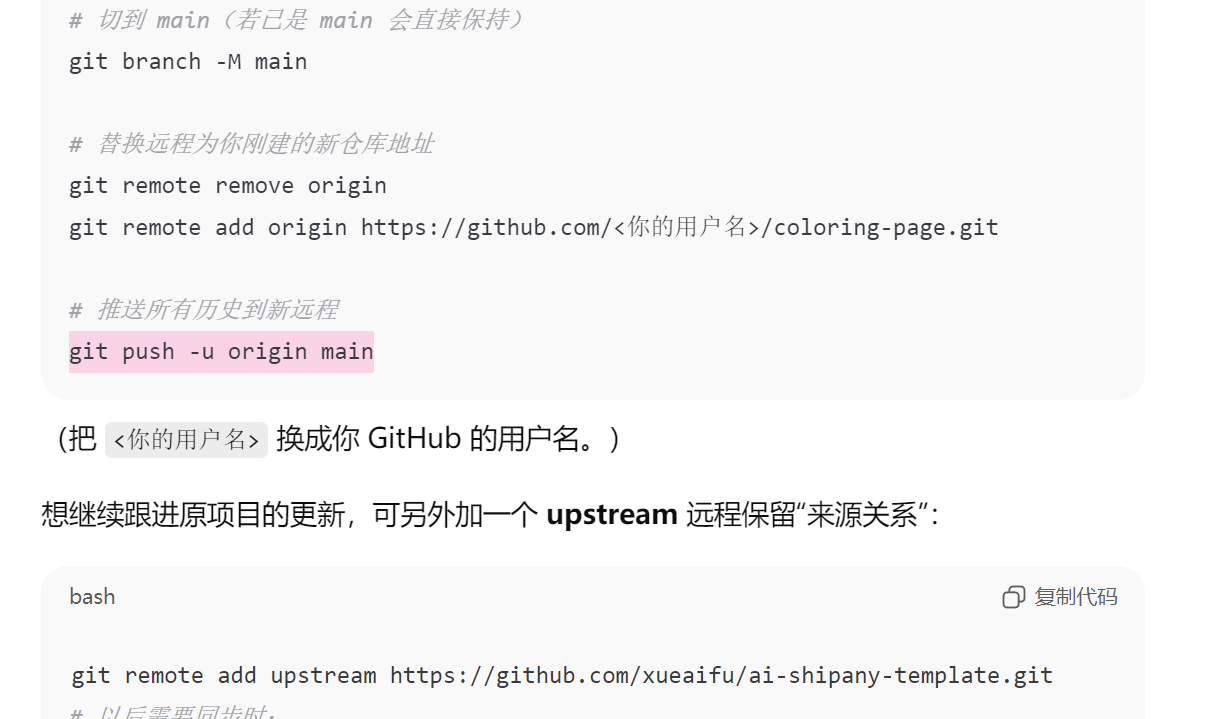 # 切到 main（若已是 main 会直接保持）
git branch -M main
# 替换远程为你刚建的新仓库地址
git remote remove origin
git remote add origin https://github.com/<你的用户名>/coloring-page.git
# 推送所有历史到新远程
git push -u origin main
（把 <你的用户名> 换成你 GitHub 的用户名。）
想继续跟进原项目的更新，可另外加一个 upstream 远程保留“来源关系”：
bash 复制代码
git remote add upstream https://github.com/xueaifu/ai-shipany-template.git
# 以后需要同步时：